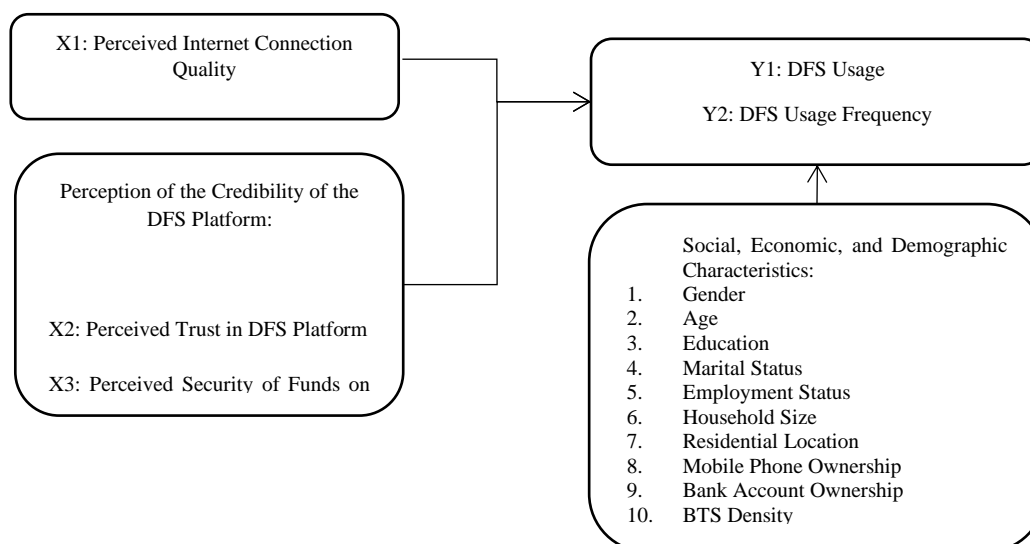 X1: Perceived Internet Connection
Quality
Perception of the Credibility of the
DFS Platform:
X2: Perceived Trust in DFS Platform
X3: Perceived Security of Funds on
Y1: DFS Usage
Y2: DFS Usage Frequency
Social, Economic, and Demographic
Characteristics:
1. Gender
2. Age
3. Education
4. Marital Status
5. Employment Status
6. Household Size
7. Residential Location
8. Mobile Phone Ownership
9. Bank Account Ownership
10. BTS Density